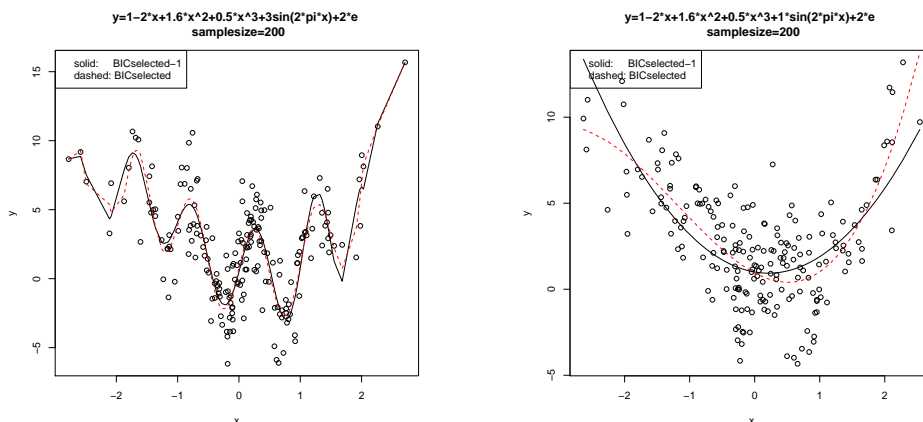 y=1-2*x+1.6*x^2+0.5*x^3+3sin(2*pi*x)+2*e
samplesize=200
solid: BICselected-1
dashed: BICselected
y
15
10
5
0
−5
−2
−1
0
1
2
x
y=1-2*x+1.6*x^2+0.5*x^3+1*sin(2*pi*x)+2*e
samplesize=200
solid: BICselected-1
dashed: BICselected
y
10
5
0
−5
−2
−1
0
1
2
x